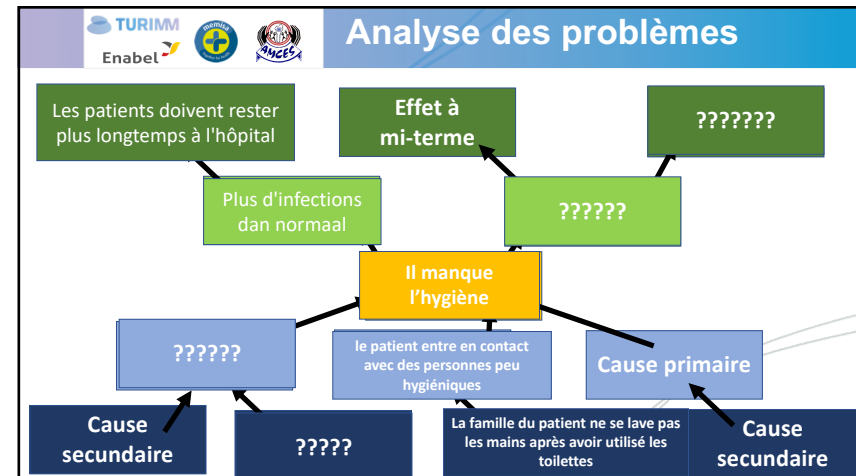 TURIMM
Enabel
memisa
AMCES
Analyse des problèmes
Les patients doivent rester
plus longtemps à l'hôpital
Effet à
mi-terme
???????
Plus d'infections
dan normaal
??????
Il manque
l'hygiène
??????
le patient entre en contact
avec des personnes peu
hygiéniques
Cause primaire
Cause
secundaire
?????
La famille du patient ne se lave pas
les mains après avoir utilisé les
toilettes
Cause
secundaire